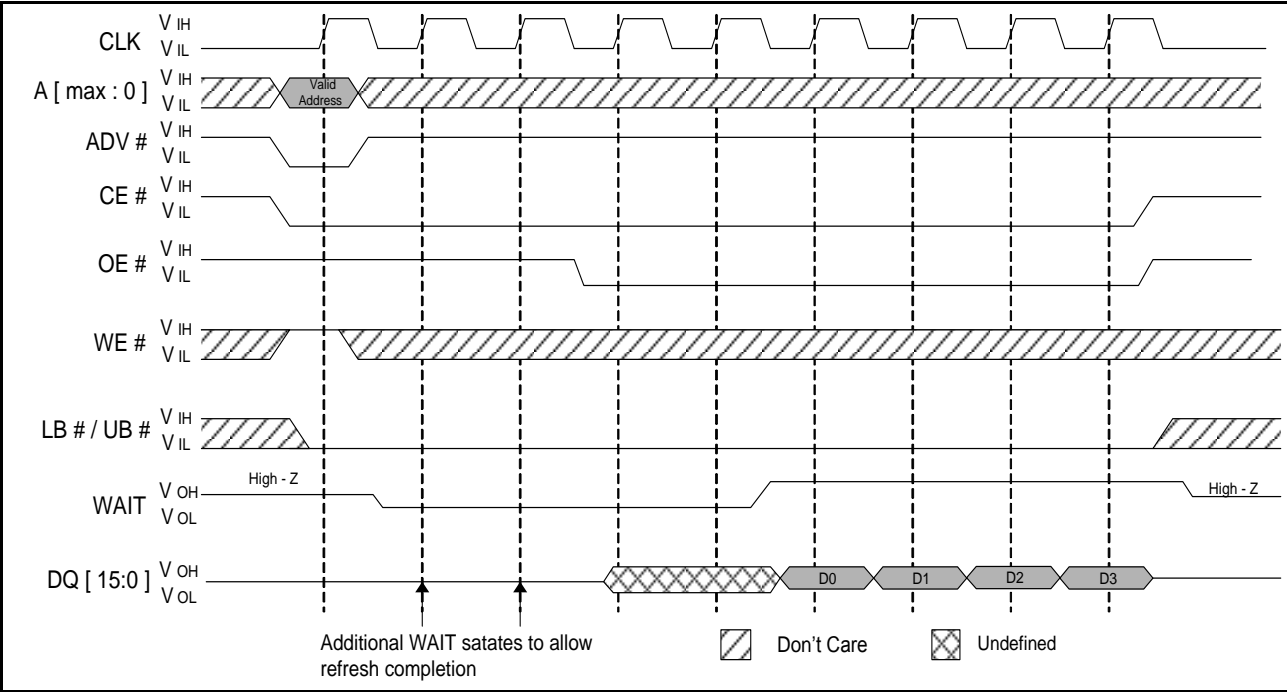 CLK V IH
V IL
A [ max : 0 ] V IH
V IL
Valid
Address
ADV # V IH
V IL
CE # V IH
V IL
OE # V IH
V IL
WE # V IH
V IL
LB # / UB # V IH
V IL
WAIT V OH
V OL
High - Z
High - Z
DQ [ 15:0 ] V OH
V OL
D0 D1 D2 D3
Additional WAIT satates to allow
refresh completion
Don't Care
Undefined